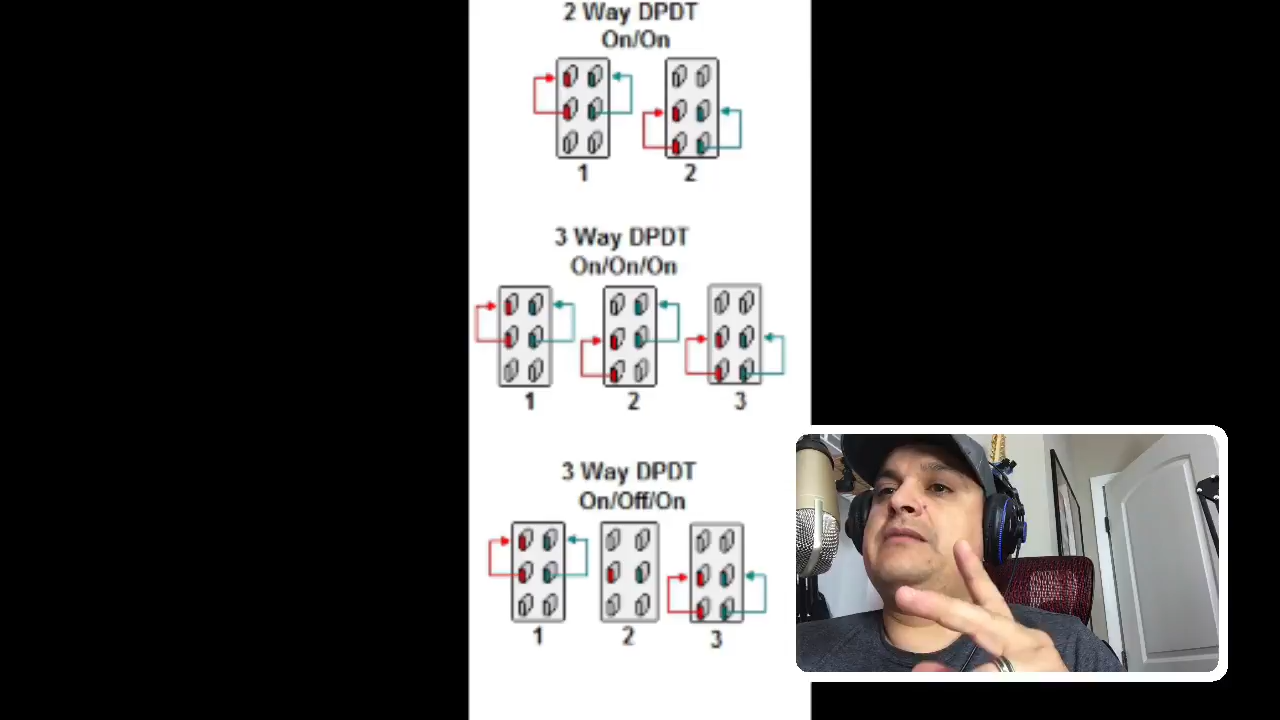 2 Way DPDT
On/On
1 2
3 Way DPDT
On/On/On
1 2 3
3 Way DPDT
On/Off/On
1 2 3